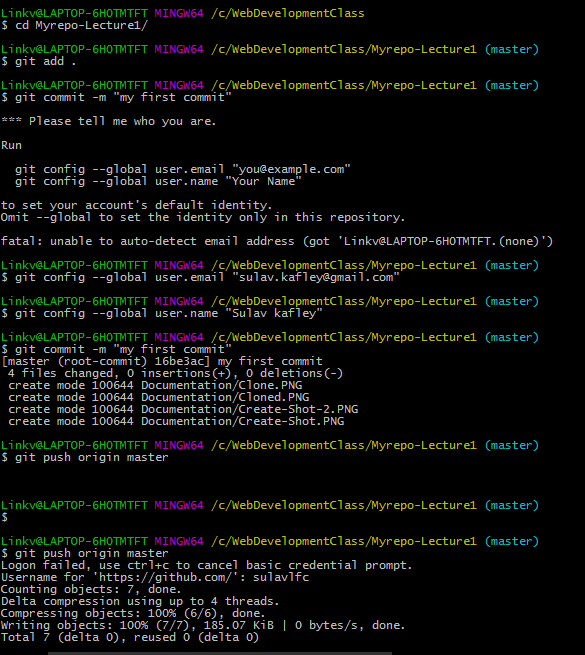 Linkv@LAPTOP-6HOTMTFT MINGW64 /c/WebDevelopmentClass
$ cd Myrepo-Lecture1/
Linkv@LAPTOP-6HOTMTFT MINGW64 /c/WebDevelopmentClass/Myrepo-Lecture1 (master)
$ git add .
Linkv@LAPTOP-6HOTMTFT MINGW64 /c/WebDevelopmentClass/Myrepo-Lecture1 (master)
$ git commit -m "my first commit"
*** Please tell me who you are.
Run
  git config --global user.email "you@example.com"
  git config --global user.name "Your Name"
to set your account's default identity.
Omit --global to set the identity only in this repository.
fatal: unable to auto-detect email address (got 'Linkv@LAPTOP-6HOTMTFT.(none)')
Linkv@LAPTOP-6HOTMTFT MINGW64 /c/WebDevelopmentClass/Myrepo-Lecture1 (master)
$ git config --global user.email "sulav.kafley@gmail.com"
Linkv@LAPTOP-6HOTMTFT MINGW64 /c/WebDevelopmentClass/Myrepo-Lecture1 (master)
$ git config --global user.name "Sulav kafley"
Linkv@LAPTOP-6HOTMTFT MINGW64 /c/WebDevelopmentClass/Myrepo-Lecture1 (master)
$ git commit -m "my first commit"
[master (root-commit) 16be3ac] my first commit
 4 files changed, 0 insertions(+), 0 deletions(-)
 create mode 100644 Documentation/Clone.PNG
 create mode 100644 Documentation/Cloned.PNG
 create mode 100644 Documentation/Create-Shot-2.PNG
 create mode 100644 Documentation/Create-Shot.PNG
Linkv@LAPTOP-6HOTMTFT MINGW64 /c/WebDevelopmentClass/Myrepo-Lecture1 (master)
$ git push origin master
Linkv@LAPTOP-6HOTMTFT MINGW64 /c/WebDevelopmentClass/Myrepo-Lecture1 (master)
$
Linkv@LAPTOP-6HOTMTFT MINGW64 /c/WebDevelopmentClass/Myrepo-Lecture1 (master)
$ git push origin master
Logon failed, use ctrl+c to cancel basic credential prompt.
Username for 'https://github.com/': sulavlfc
Counting objects: 7, done.
Delta compression using up to 4 threads.
Compressing objects: 100% (6/6), done.
Writing objects: 100% (7/7), 185.07 KiB | 0 bytes/s, done.
Total 7 (delta 0), reused 0 (delta 0)